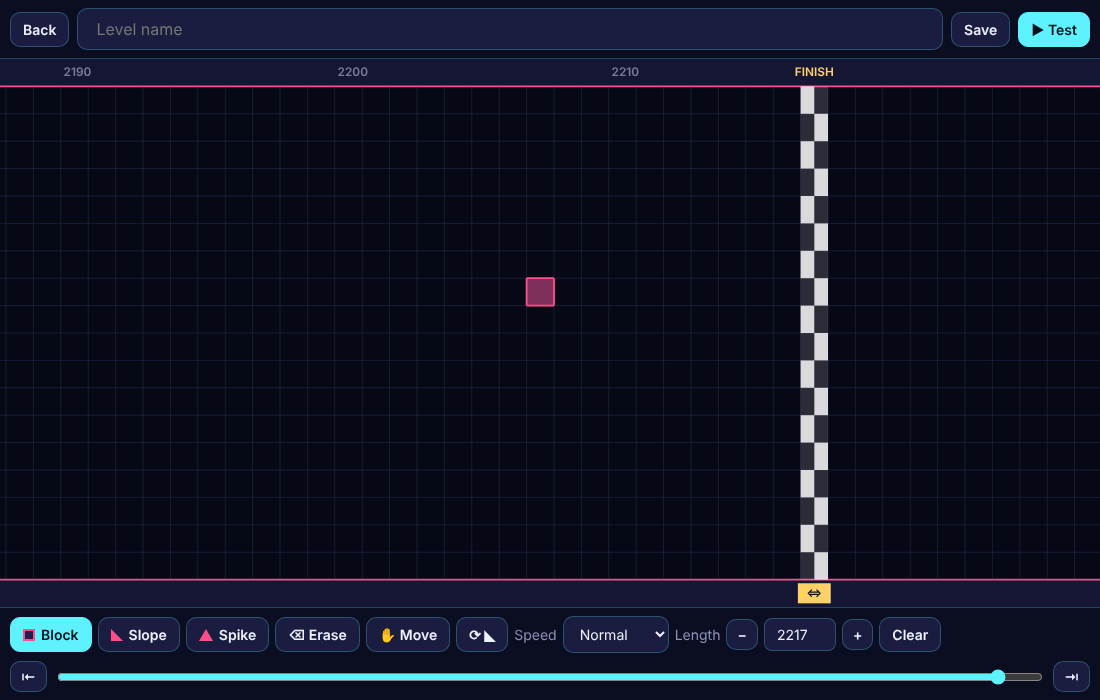 Back Level name Save ▶ Test
2190 2200 2210 FINISH
⇔
Block Slope Spike ⌫ Erase ✋ Move ⟳ ◣ Speed Normal Length − 2217 + Clear
⇤ ⇥